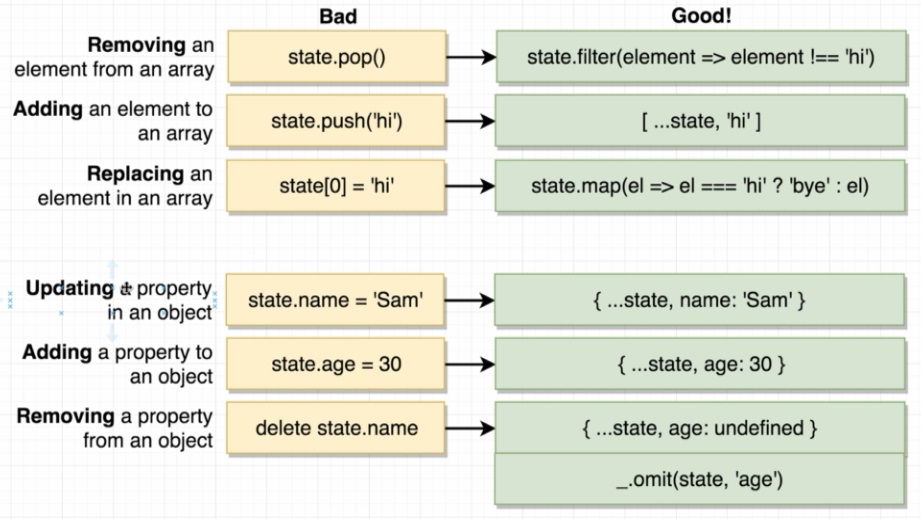 Bad Good!
Removing an
element from an array
state.pop() state.filter(element => element !== 'hi')
Adding an element to
an array
state.push('hi') [ ...state, 'hi' ]
Replacing an
element in an array
state[0] = 'hi' state.map(el => el === 'hi' ? 'bye' : el)
Updating a property
in an object
state.name = 'Sam' { ...state, name: 'Sam' }
Adding a property to
an object
state.age = 30 { ...state, age: 30 }
Removing a property
from an object
delete state.name { ...state, age: undefined }
_.omit(state, 'age')